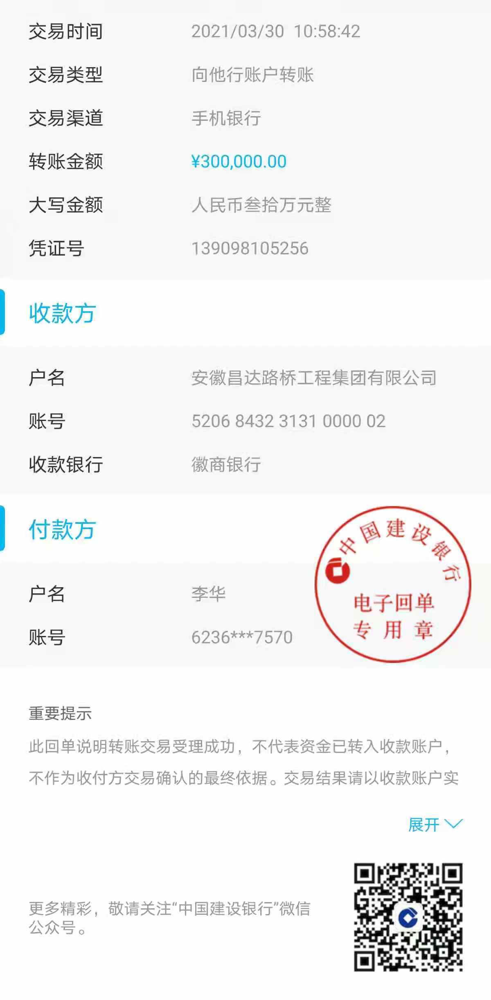 交易时间 2021/03/30 10:58:42
交易类型 向他行账户转账
交易渠道 手机银行
转账金额 ¥300,000.00
大写金额 人民币叁拾万元整
凭证号 139098105256
收款方
户名 安徽昌达路桥工程集团有限公司
账号 5206 8432 3131 0000 02
收款银行 徽商银行
付款方
中国建设银行
电子回单
专用章
户名 李华
账号 6236***7570
重要提示
此回单说明转账交易受理成功，不代表资金已转入收款账户，
不作为收付方交易确认的最终依据。交易结果请以收款账户实
展开
更多精彩，敬请关注“中国建设银行”微信
公众号。